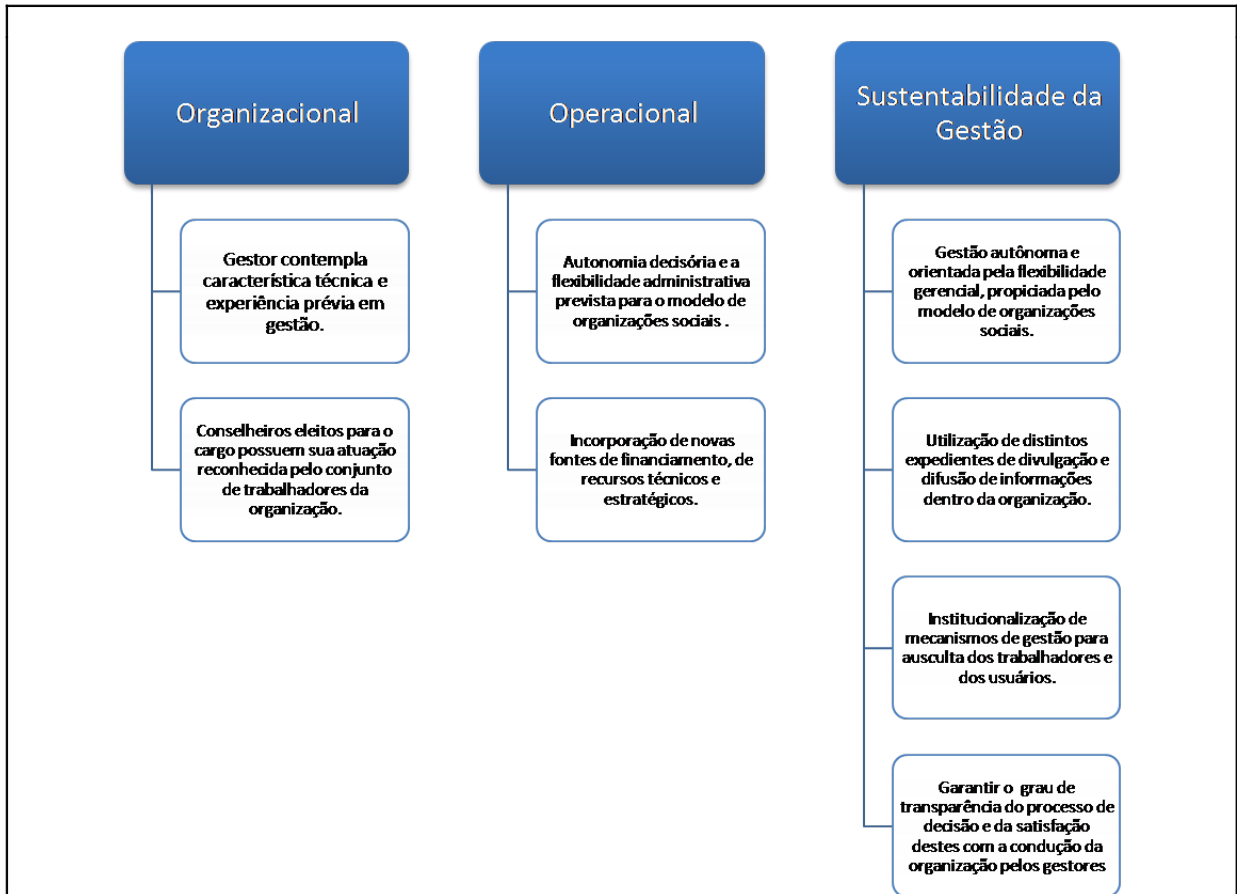 Organizacional
Gestor contempla
característica técnica e
experiência prévia em
gestão.
Conselheiros eleitos para o
cargo possuem sua atuação
reconhecida pelo conjunto
de trabalhadores da
organização.
Operacional
Autonomia decisória e a
flexibilidade administrativa
prevista para o modelo de
organizações sociais .
Incorporação de novas
fontes de financiamento, de
recursos técnicos e
estratégicos.
Sustentabilidade da
Gestão
Gestão autônoma e
orientada pela flexibilidade
gerencial, propiciada pelo
modelo de organizações
sociais.
Utilização de distintos
expedientes de divulgação e
difusão de informações
dentro da organização.
Institucionalização de
mecanismos de gestão para
ausculta dos trabalhadores e
dos usuários.
Garantir o grau de
transparência do processo de
decisão e da satisfação
destes com a condução da
organização pelos gestores